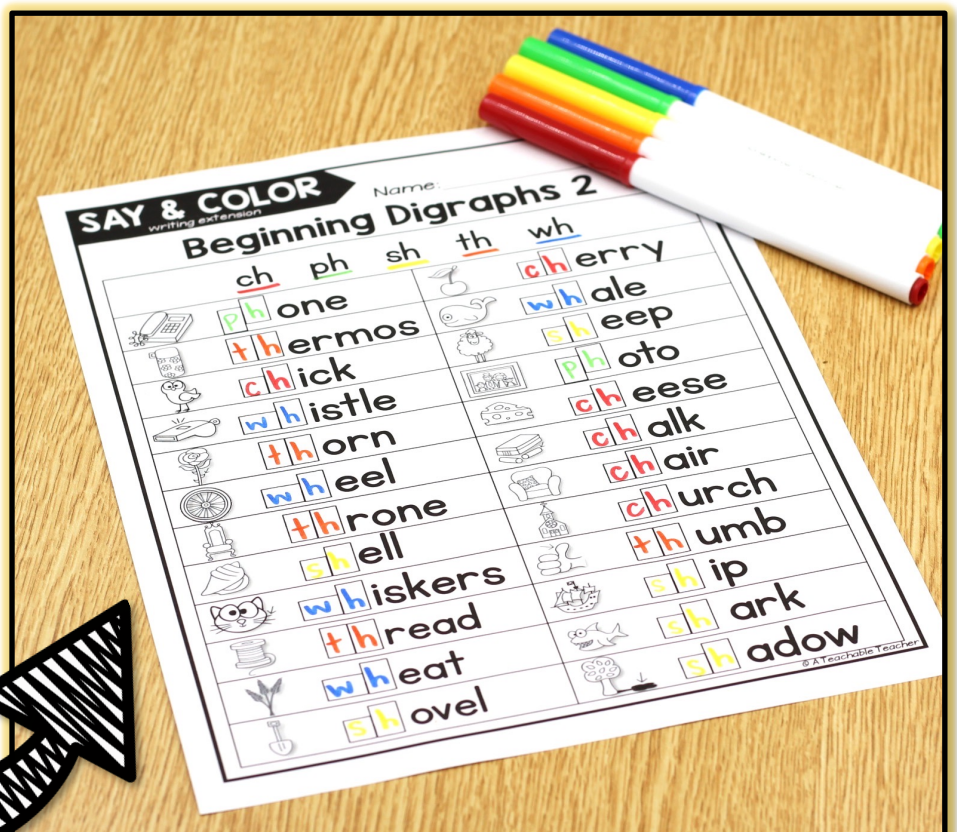 SAY & COLOR
writing extension
Name:
Beginning Digraphs 2
ch ph sh th wh
phone
thermos
chick
whistle
thorn
wheel
throne
shell
whiskers
thread
wheat
shovel
cherry
whale
sheep
photo
cheese
chalk
chair
church
thumb
ship
shark
shadow
© A Teachable Teacher